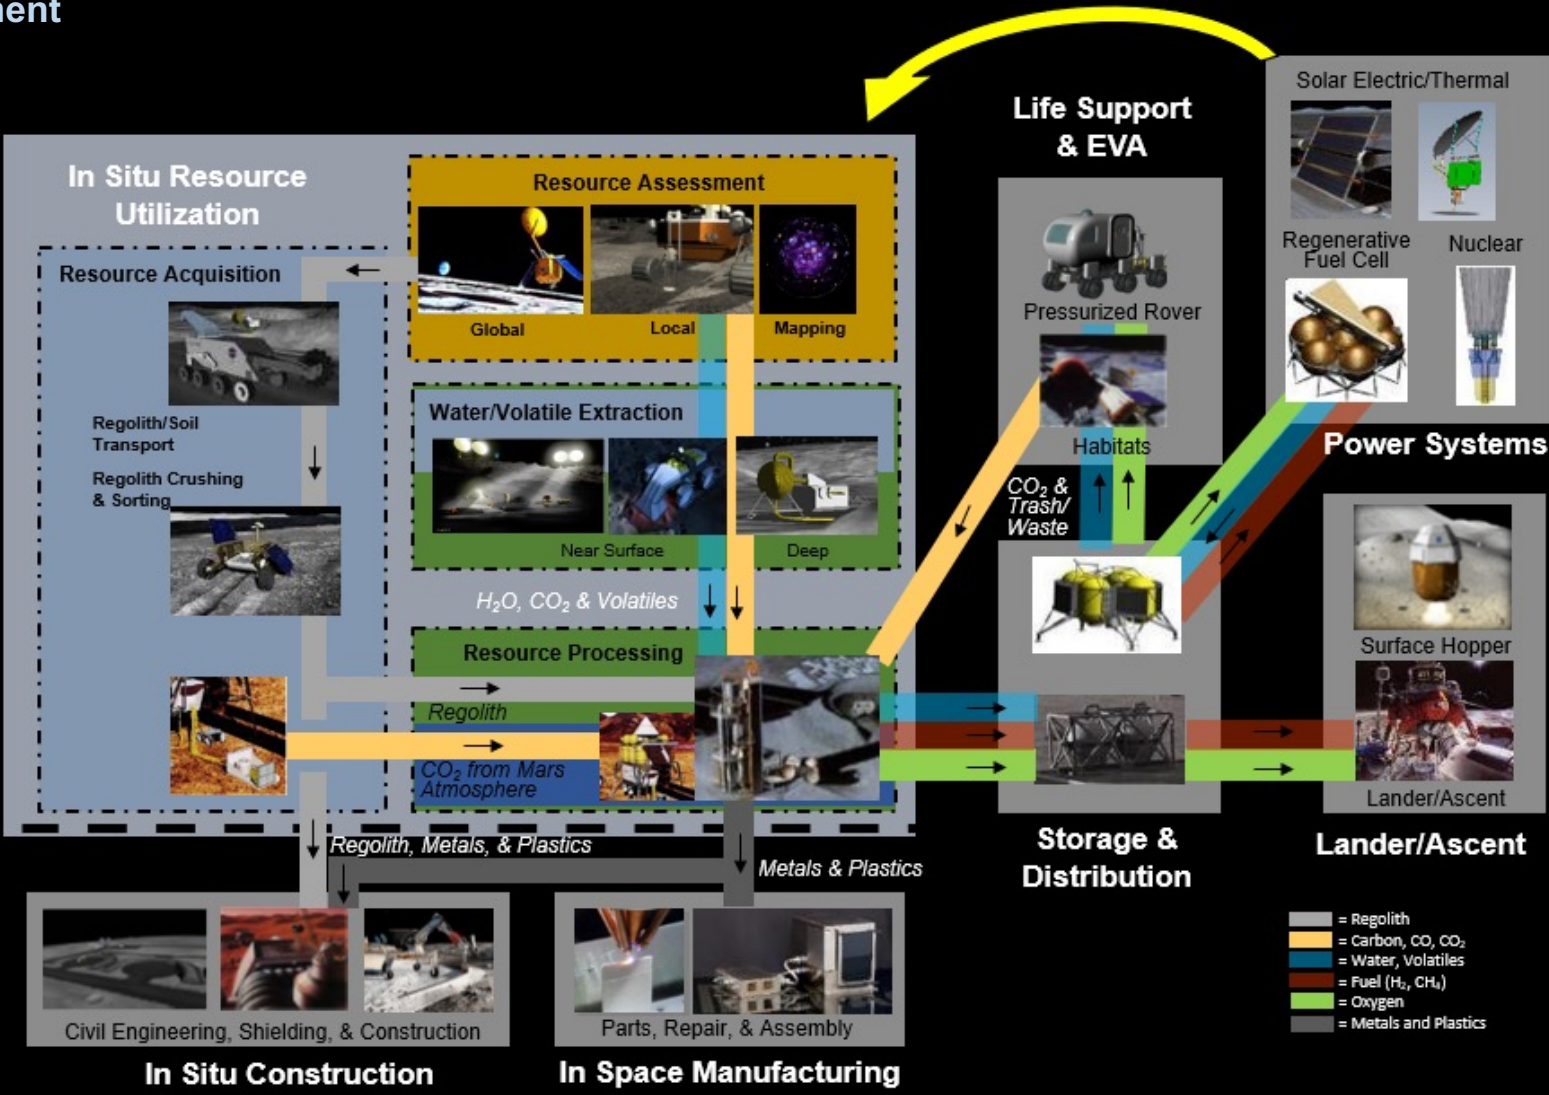 ment
In Situ Resource
Utilization
Resource Acquisition
Regolith/Soil
Transport
Regolith Crushing
& Sorting
Resource Assessment
Global
Local
Mapping
Water/Volatile Extraction
Near Surface
Deep
H₂O, CO₂ & Volatiles
Resource Processing
Regolith
CO₂ from Mars
Atmosphere
Regolith, Metals, & Plastics
Metals & Plastics
Civil Engineering, Shielding, & Construction
In Situ Construction
Parts, Repair, & Assembly
In Space Manufacturing
Life Support
& EVA
Pressurized Rover
Habitats
CO₂ &
Trash/
Waste
Storage &
Distribution
Solar Electric/Thermal
Regenerative
Fuel Cell
Nuclear
Power Systems
Surface Hopper
Lander/Ascent
Lander/Ascent
= Regolith
= Carbon, CO, CO₂
= Water, Volatiles
= Fuel (H₂, CH₄)
= Oxygen
= Metals and Plastics